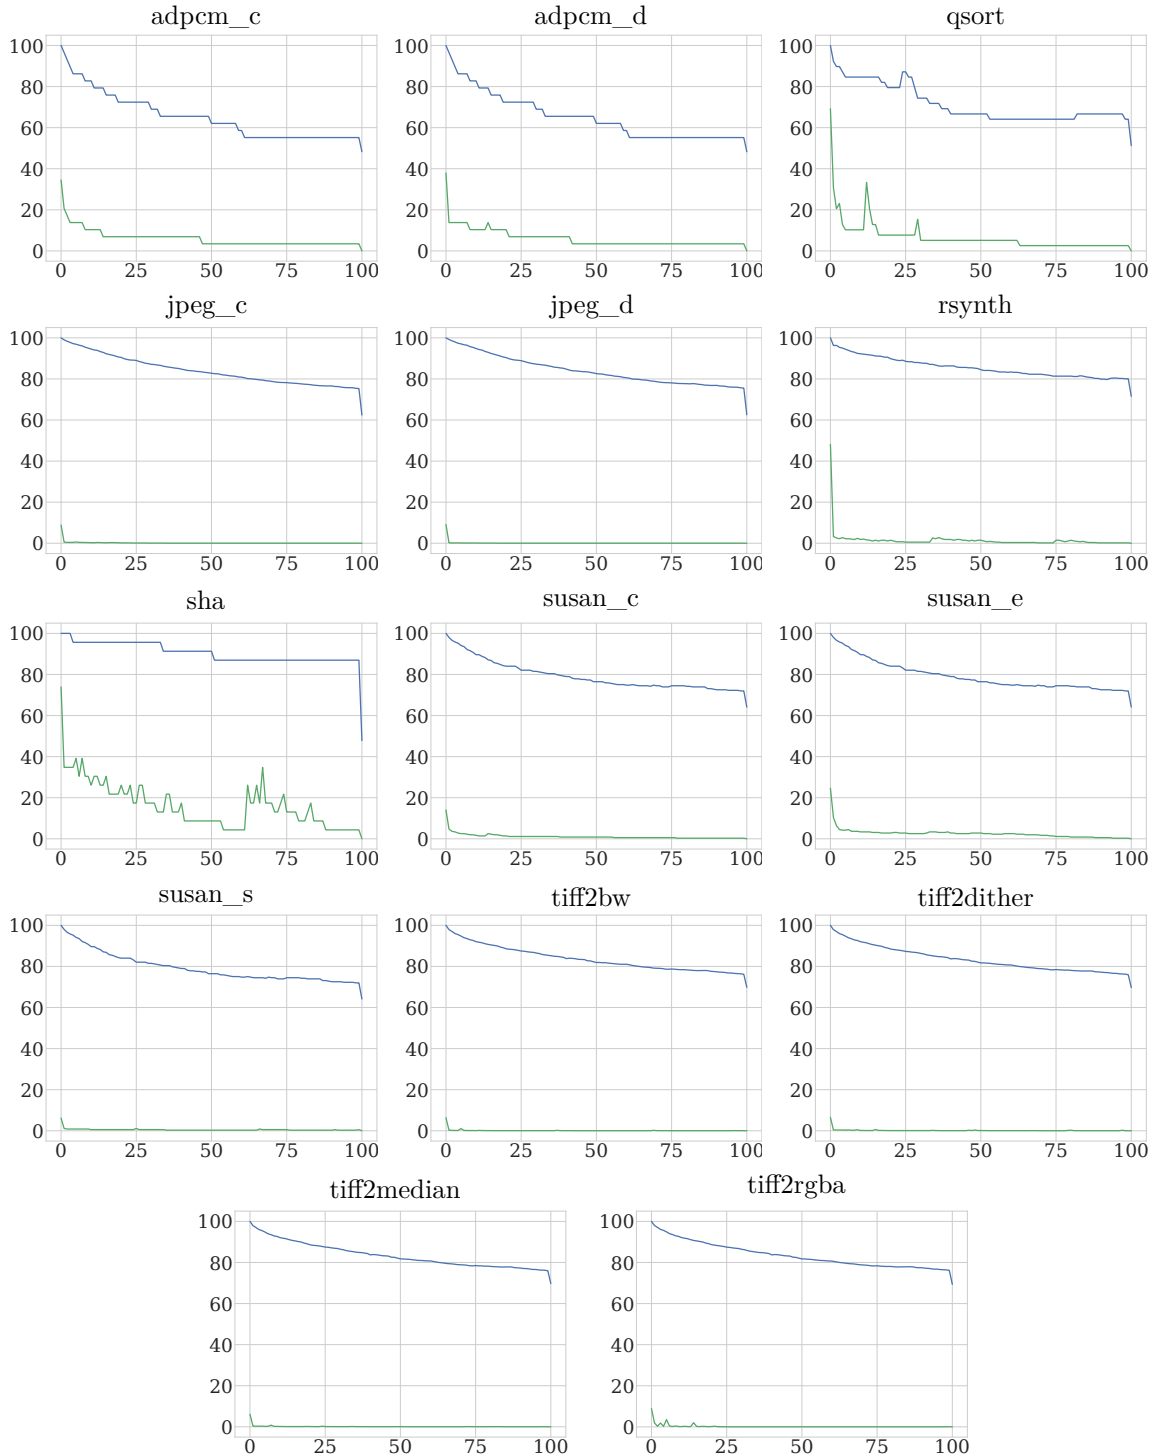 adpcm_c adpcm_d qsort
100 100 100
80 80 80
60 60 60
40 40 40
20 20 20
0 0 0
0 25 50 75 100 0 25 50 75 100 0 25 50 75 100
jpeg_c jpeg_d rsynth
100 100 100
80 80 80
60 60 60
40 40 40
20 20 20
0 0 0
0 25 50 75 100 0 25 50 75 100 0 25 50 75 100
sha susan_c susan_e
100 100 100
80 80 80
60 60 60
40 40 40
20 20 20
0 0 0
0 25 50 75 100 0 25 50 75 100 0 25 50 75 100
susan_s tiff2bw tiff2dither
100 100 100
80 80 80
60 60 60
40 40 40
20 20 20
0 0 0
0 25 50 75 100 0 25 50 75 100 0 25 50 75 100
tiff2median tiff2rgba
100 100
80 80
60 60
40 40
20 20
0 0
0 25 50 75 100 0 25 50 75 100